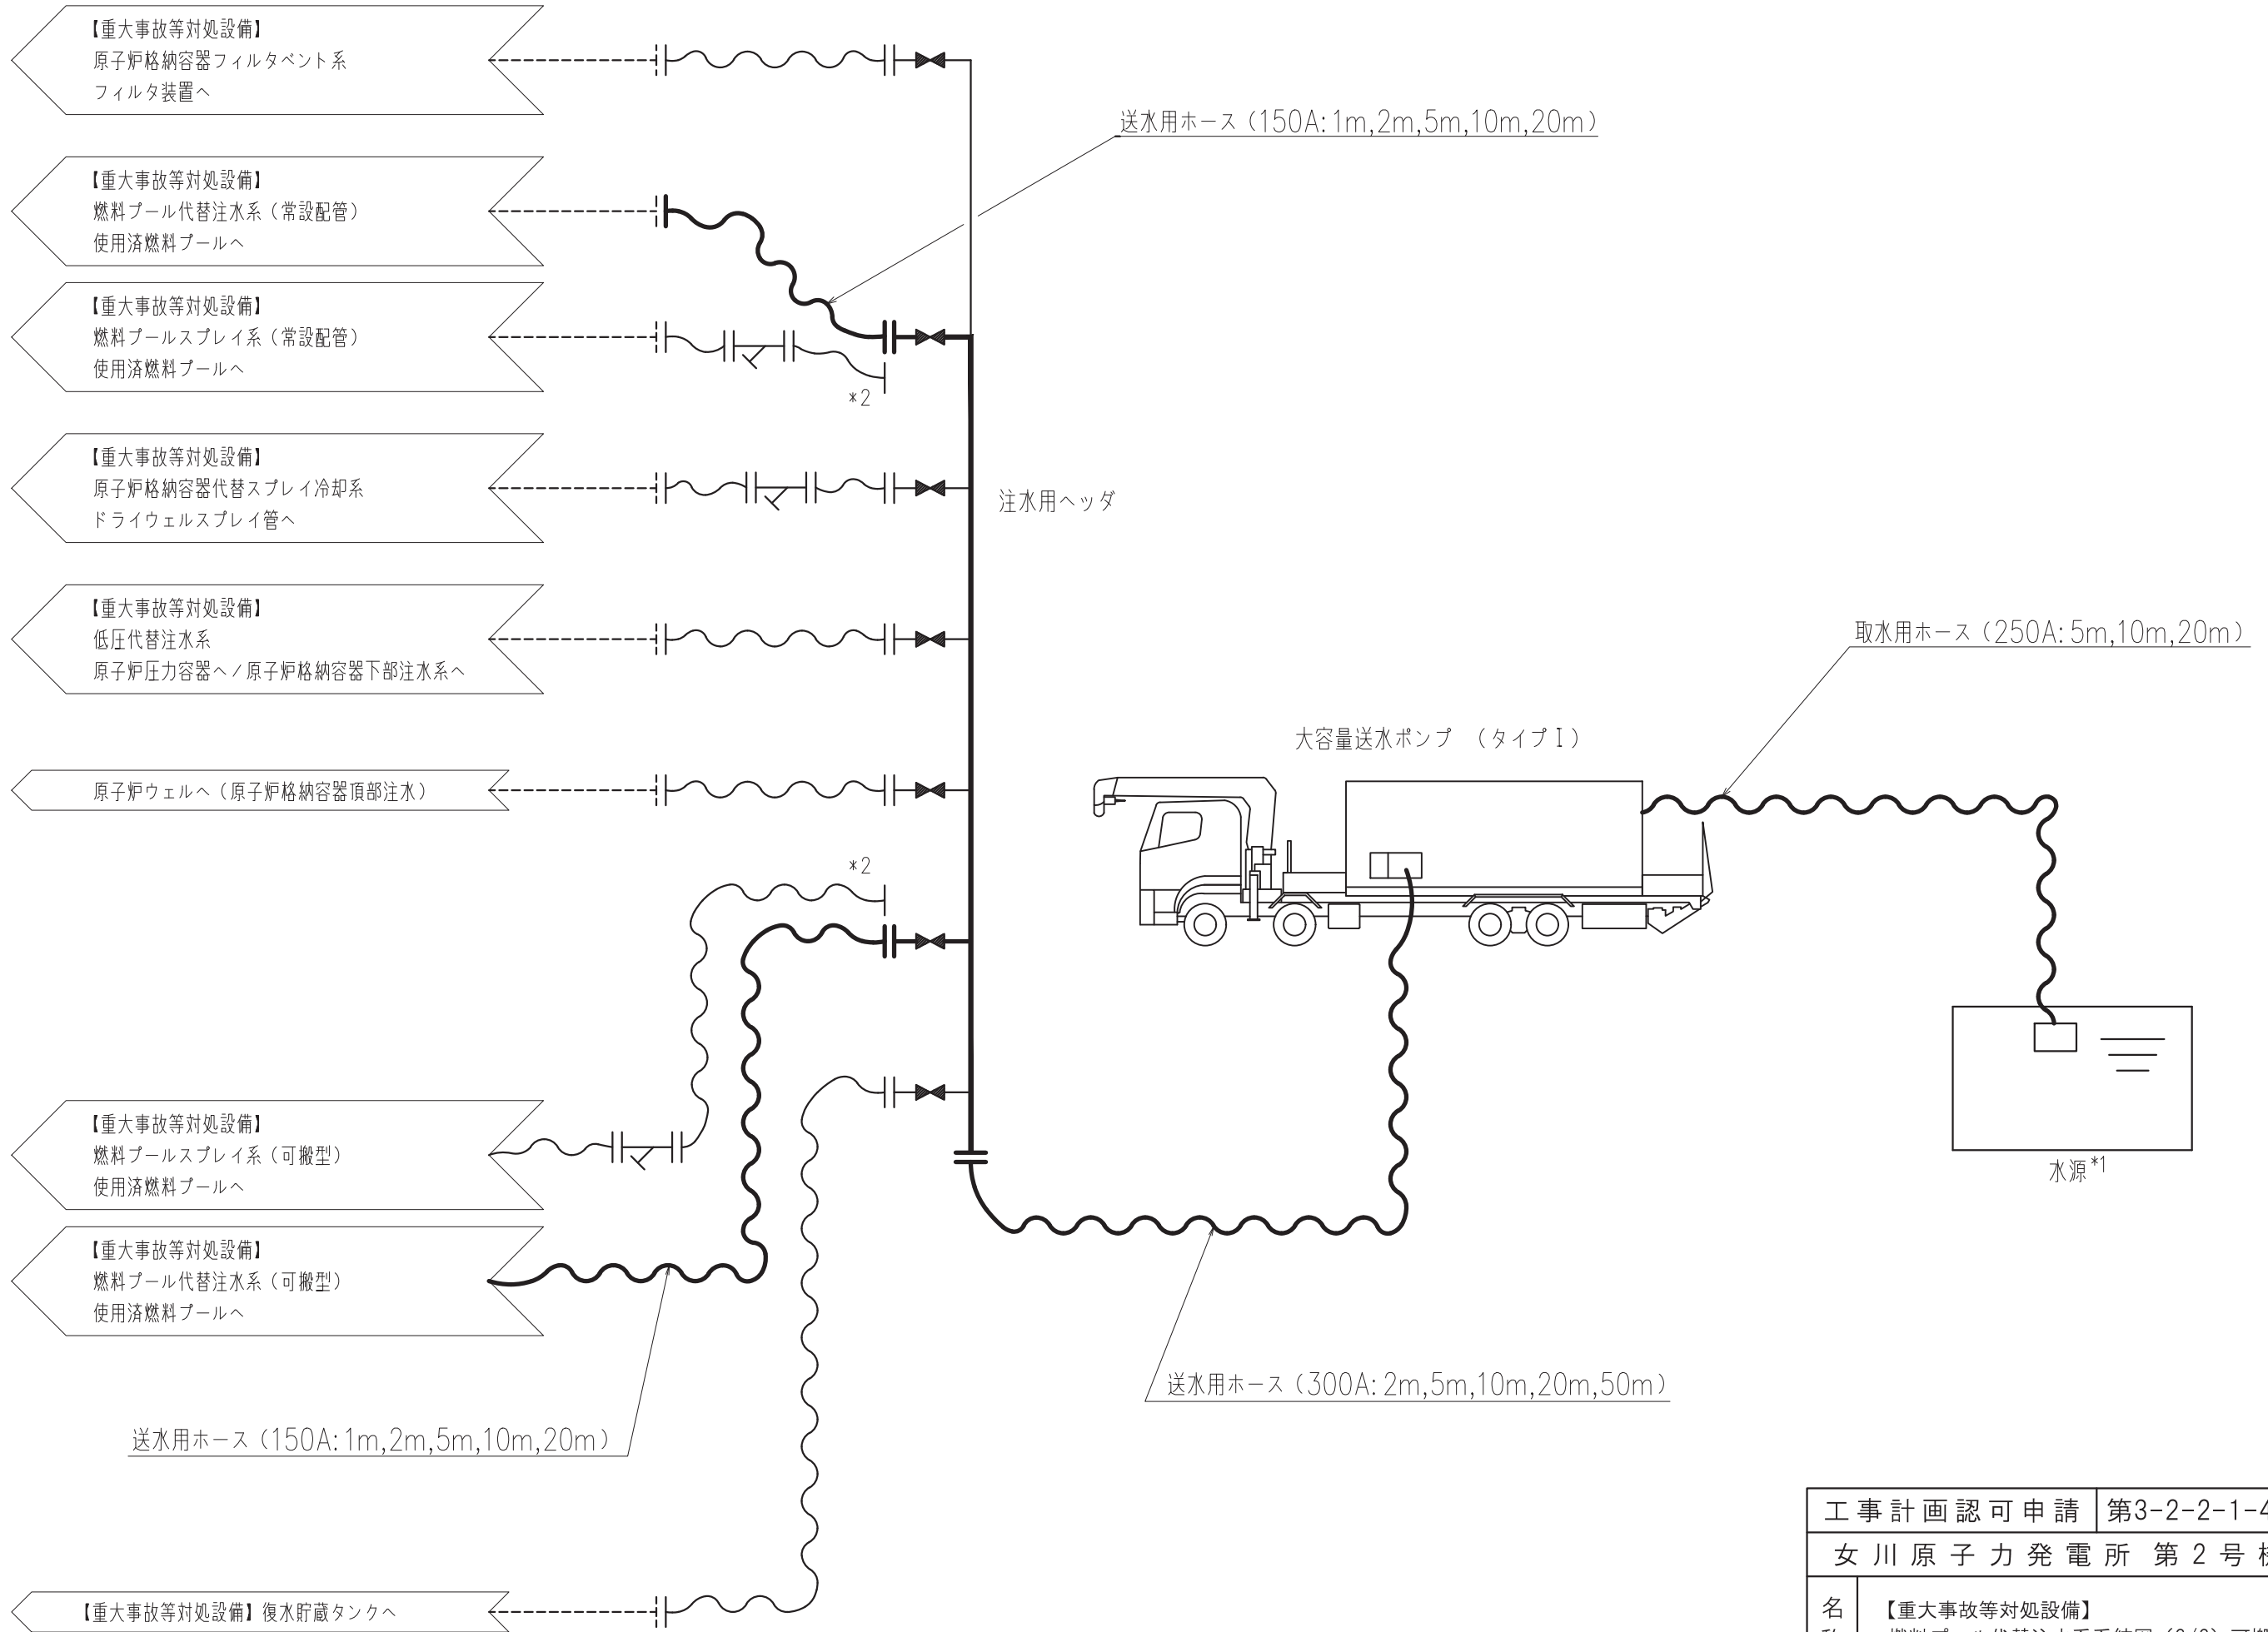 【重大事故等対処設備】
原子炉格納容器フィルタベント系
フィルタ装置へ
送水用ホース（150A:1m,2m,5m,10m,20m）
【重大事故等対処設備】
燃料プール代替注水系（常設配管）
使用済燃料プールへ
【重大事故等対処設備】
燃料プールスプレイ系（常設配管）
使用済燃料プールへ
*2
【重大事故等対処設備】
原子炉格納容器代替スプレイ冷却系
ドライウェルスプレイ管へ
注水用ヘッダ
【重大事故等対処設備】
低圧代替注水系
原子炉圧力容器へ／原子炉格納容器下部注水系へ
取水用ホース（250A:5m,10m,20m）
大容量送水ポンプ （タイプⅠ）
原子炉ウェルへ（原子炉格納容器頂部注水）
*2
【重大事故等対処設備】
燃料プールスプレイ系（可搬型）
使用済燃料プールへ
水源*1
【重大事故等対処設備】
燃料プール代替注水系（可搬型）
使用済燃料プールへ
送水用ホース（300A:2m,5m,10m,20m,50m）
送水用ホース（150A:1m,2m,5m,10m,20m）
【重大事故等対処設備】復水貯蔵タンクへ
工事計画認可申請 第3-2-2-1-4
女川原子力発電所 第2号
名
【重大事故等対処設備】